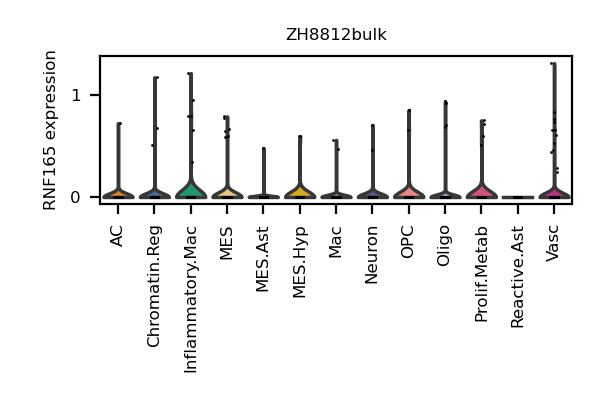 ZH8812bulk
RNF165 expression
1
0
AC
Chromatin.Reg
Inflammatory.Mac
MES
MES.Ast
MES.Hyp
Mac
Neuron
OPC
Oligo
Prolif.Metab
Reactive.Ast
Vasc